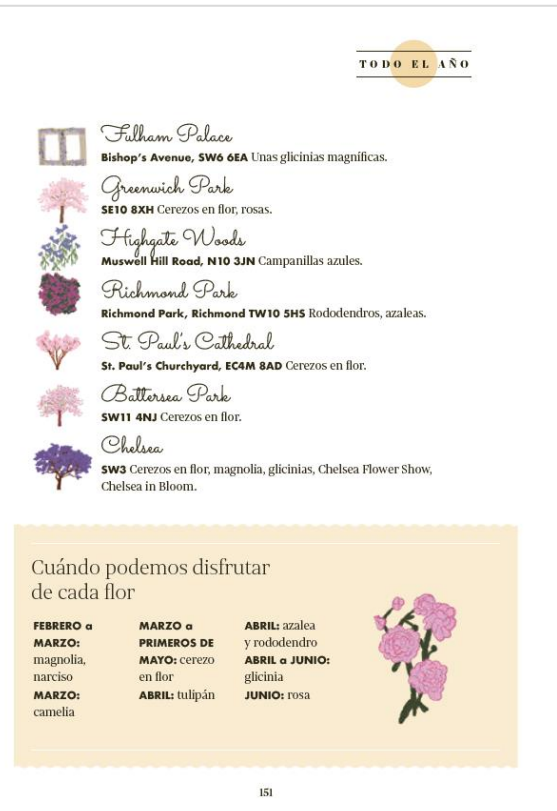 TODO EL AÑO
Fulham Palace
Bishop's Avenue, SW6 6EA Unas glicinias magníficas.
Greenwich Park
SE10 8XH Cerezos en flor, rosas.
Highgate Woods
Muswell Hill Road, N10 3JN Campanillas azules.
Richmond Park
Richmond Park, Richmond TW10 5HS Rododendros, azaleas.
St. Paul's Cathedral
St. Paul's Churchyard, EC4M 8AD Cerezos en flor.
Battersea Park
SW11 4NJ Cerezos en flor.
Chelsea
SW3 Cerezos en flor, magnolia, glicinias, Chelsea Flower Show,
Chelsea in Bloom.
Cuándo podemos disfrutar
de cada flor
FEBRERO a
MARZO:
magnolia,
narciso
MARZO:
camelia
MARZO a
PRIMEROS DE
MAYO: cerezo
en flor
ABRIL: tulipán
ABRIL: azalea
y rododendro
ABRIL a JUNIO:
glicinia
JUNIO: rosa
151